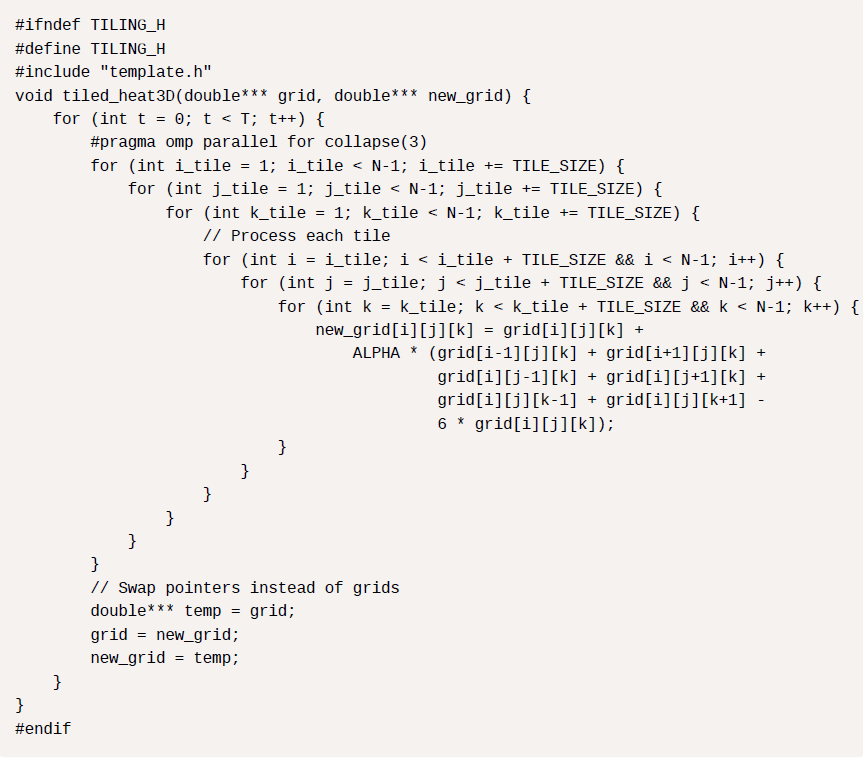 #ifndef TILING_H
#define TILING_H
#include "template.h"
void tiled_heat3D(double*** grid, double*** new_grid) {
    for (int t = 0; t < T; t++) {
        #pragma omp parallel for collapse(3)
        for (int i_tile = 1; i_tile < N-1; i_tile += TILE_SIZE) {
            for (int j_tile = 1; j_tile < N-1; j_tile += TILE_SIZE) {
                for (int k_tile = 1; k_tile < N-1; k_tile += TILE_SIZE) {
                    // Process each tile
                    for (int i = i_tile; i < i_tile + TILE_SIZE && i < N-1; i++) {
                        for (int j = j_tile; j < j_tile + TILE_SIZE && j < N-1; j++) {
                            for (int k = k_tile; k < k_tile + TILE_SIZE && k < N-1; k++) {
                                new_grid[i][j][k] = grid[i][j][k] +
                                    ALPHA * (grid[i-1][j][k] + grid[i+1][j][k] +
                                             grid[i][j-1][k] + grid[i][j+1][k] +
                                             grid[i][j][k-1] + grid[i][j][k+1] -
                                             6 * grid[i][j][k]);
                            }
                        }
                    }
                }
            }
        }
        // Swap pointers instead of grids
        double*** temp = grid;
        grid = new_grid;
        new_grid = temp;
    }
}
#endif